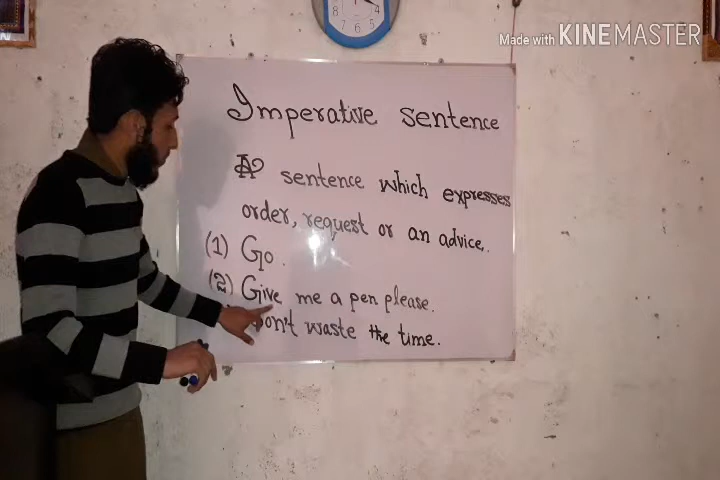 Made with KINEMASTER
Imperative sentence
A sentence which expresses
order, request or an advice.
(1) Go.
(2) Give me a pen please.
Don't waste the time.